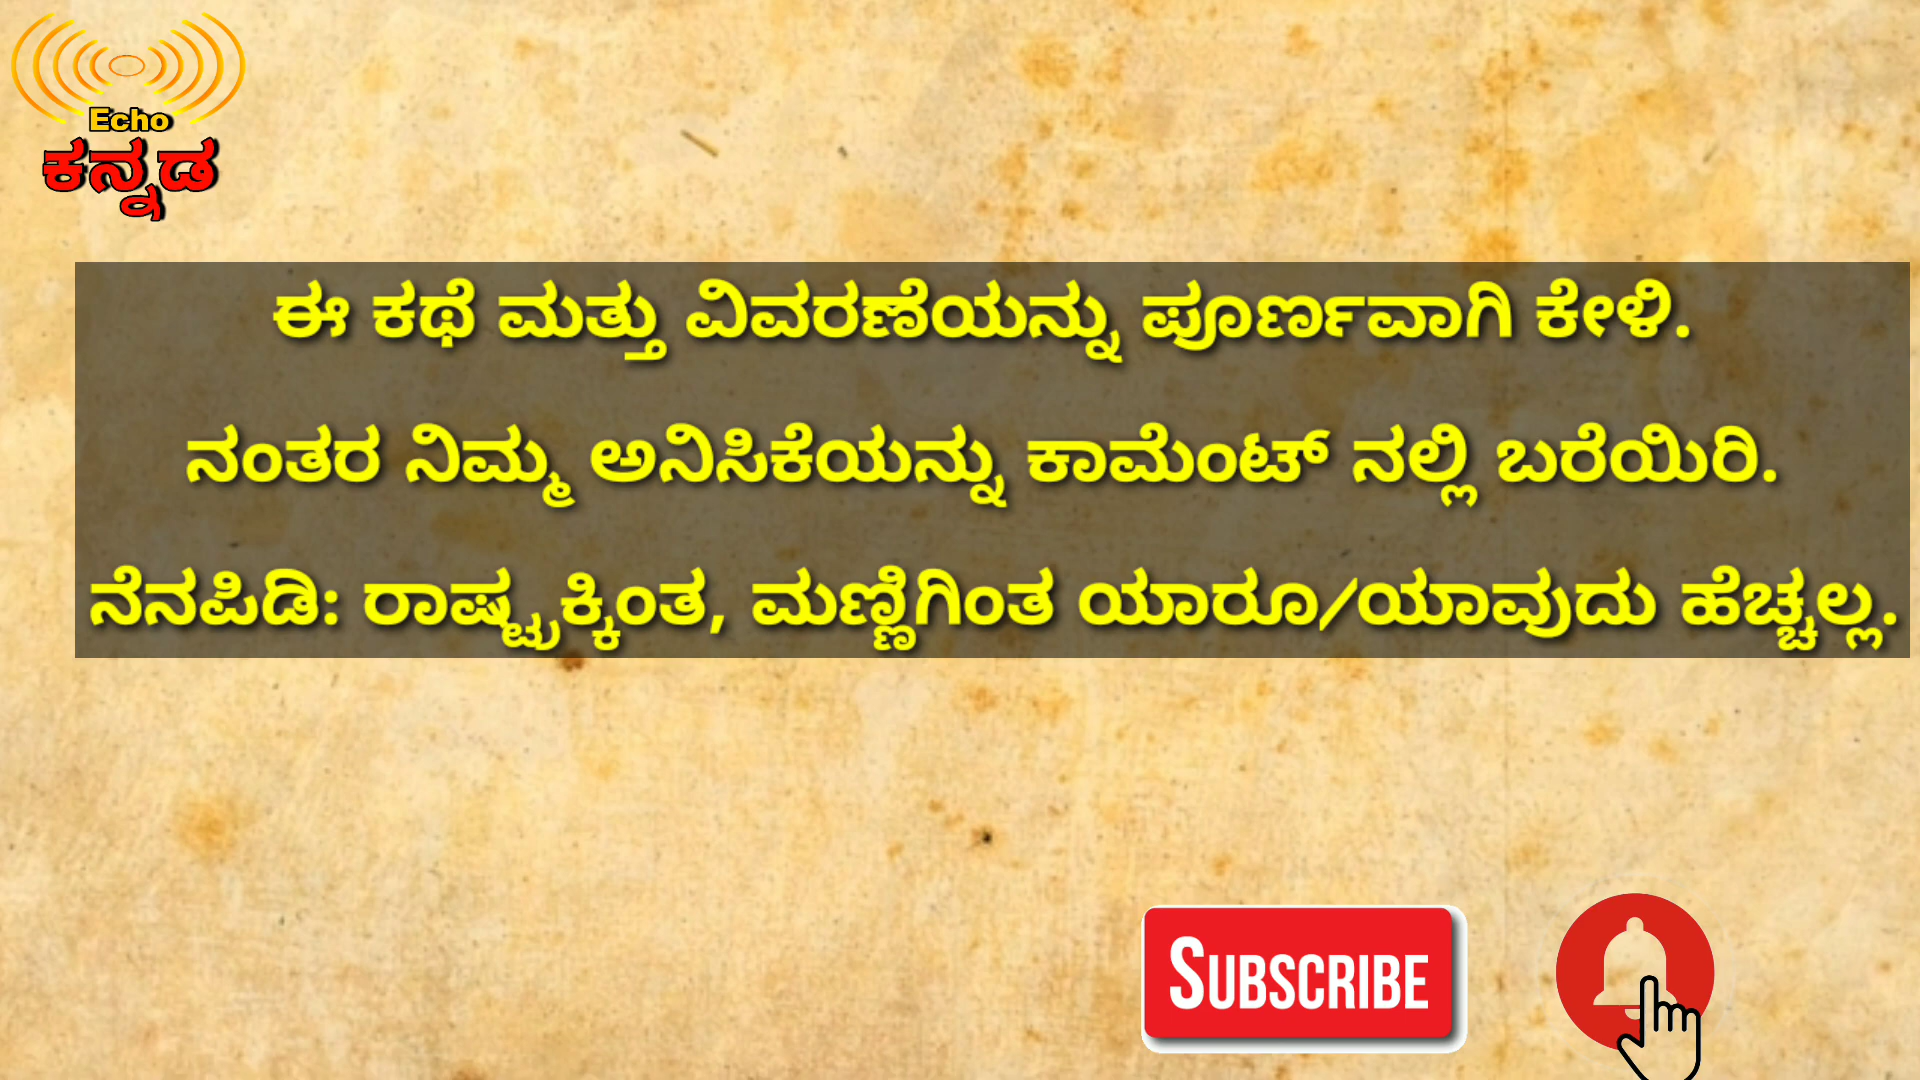 Echo
ಕನ್ನಡ
ಈ ಕಥೆ ಮತ್ತು ವಿವರಣೆಯನ್ನು ಪೂರ್ಣವಾಗಿ ಕೇಳಿ.
ನಂತರ ನಿಮ್ಮ ಅನಿಸಿಕೆಯನ್ನು ಕಾಮೆಂಟ್ ನಲ್ಲಿ ಬರೆಯಿರಿ.
ನೆನಪಿಡಿ: ರಾಷ್ಟ್ರಕ್ಕಿಂತ, ಮಣ್ಣಿಗಿಂತ ಯಾರೂ/ಯಾವುದು ಹೆಚ್ಚಲ್ಲ.
SUBSCRIBE